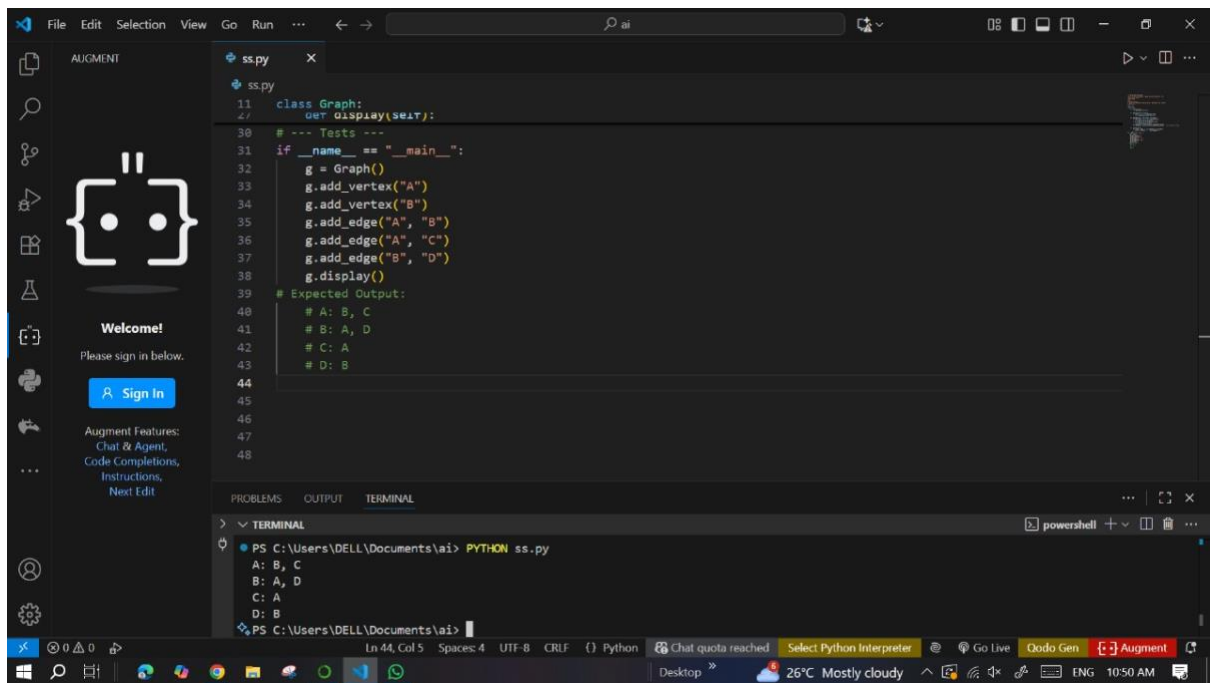 File Edit Selection View Go Run ··· ai
AUGMENT
Welcome!
Please sign in below.
Sign In
Augment Features:
Chat & Agent,
Code Completions,
Instructions,
Next Edit
ss.py
ss.py
11 class Graph:
27 def display(self):
30 # --- Tests ---
31 if __name__ == "__main__":
32 g = Graph()
33 g.add_vertex("A")
34 g.add_vertex("B")
35 g.add_edge("A", "B")
36 g.add_edge("A", "C")
37 g.add_edge("B", "D")
38 g.display()
39 # Expected Output:
40 # A: B, C
41 # B: A, D
42 # C: A
43 # D: B
44
45
46
47
48
PROBLEMS OUTPUT TERMINAL
TERMINAL powershell
PS C:\Users\DELL\Documents\ai> PYTHON ss.py
A: B, C
B: A, D
C: A
D: B
PS C:\Users\DELL\Documents\ai>
0 0 Ln 44, Col 5 Spaces: 4 UTF-8 CRLF {} Python Chat quota reached Select Python Interpreter Go Live Qodo Gen Augment
Desktop 26°C Mostly cloudy ENG 10:50 AM